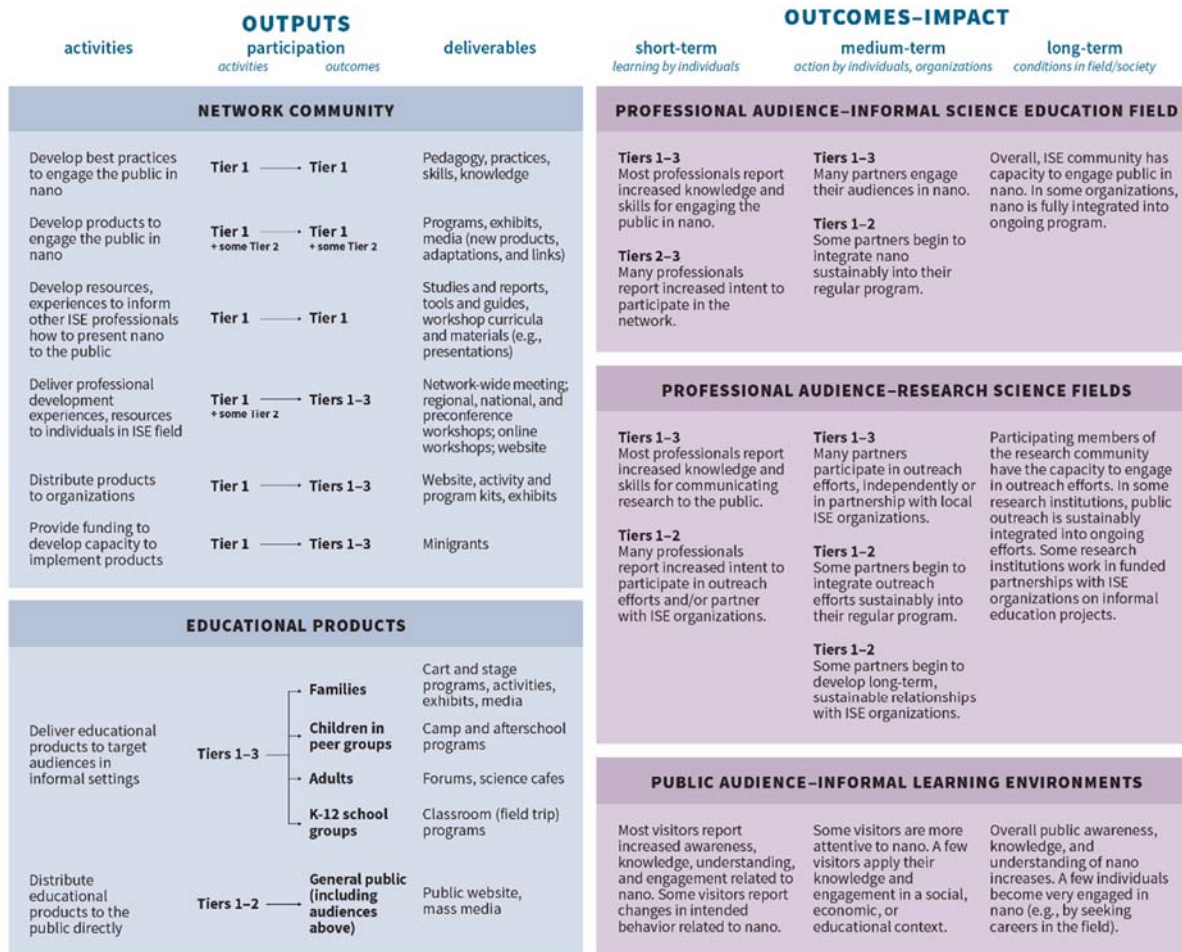 OUTPUTS
activities
participation
deliverables
activities
outcomes
NETWORK COMMUNITY
Develop best practices
to engage the public in
nano
Tier 1
Tier 1
Pedagogy, practices,
skills, knowledge
Develop products to
engage the public in
nano
Tier 1
+ some Tier 2
Tier 1
+ some Tier 2
Programs, exhibits,
media (new products,
adaptations, and links)
Develop resources,
experiences to inform
other ISE professionals
how to present nano
to the public
Tier 1
Tier 1
Studies and reports,
tools and guides,
workshop curricula
and materials (e.g.,
presentations)
Deliver professional
development
experiences, resources
to individuals in ISE field
Tier 1
+ some Tier 2
Tiers 1–3
Network-wide meeting;
regional, national, and
preconference
workshops; online
workshops; website
Distribute products
to organizations
Tier 1
Tiers 1–3
Website, activity and
program kits, exhibits
Provide funding to
develop capacity to
implement products
Tier 1
Tiers 1–3
Minigrants
EDUCATIONAL PRODUCTS
Deliver educational
products to target
audiences in
informal settings
Tiers 1–3
Families
Cart and stage
programs, activities,
exhibits, media
Children in
peer groups
Camp and afterschool
programs
Adults
Forums, science cafes
K-12 school
groups
Classroom (field trip)
programs
Distribute
educational
products to the
public directly
Tiers 1–2
General public
(including
audiences
above)
Public website,
mass media
OUTCOMES–IMPACT
short-term
learning by individuals
medium-term
action by individuals, organizations
long-term
conditions in field/society
PROFESSIONAL AUDIENCE–INFORMAL SCIENCE EDUCATION FIELD
Tiers 1–3
Most professionals report
increased knowledge and
skills for engaging the
public in nano.
Tiers 2–3
Many professionals
report increased intent to
participate in the
network.
Tiers 1–3
Many partners engage
their audiences in nano.
Tiers 1–2
Some partners begin to
integrate nano
sustainably into their
regular program.
Overall, ISE community has
capacity to engage public in
nano. In some organizations,
nano is fully integrated into
ongoing program.
PROFESSIONAL AUDIENCE–RESEARCH SCIENCE FIELDS
Tiers 1–3
Most professionals report
increased knowledge and
skills for communicating
research to the public.
Tiers 1–2
Many professionals
report increased intent to
participate in outreach
efforts and/or partner
with ISE organizations.
Tiers 1–3
Many partners
participate in outreach
efforts, independently or
in partnership with local
ISE organizations.
Tiers 1–2
Some partners begin to
integrate outreach
efforts sustainably into
their regular program.
Tiers 1–2
Some partners begin to
develop long-term,
sustainable relationships
with ISE organizations.
Participating members of
the research community
have the capacity to engage
in outreach efforts. In some
research institutions, public
outreach is sustainably
integrated into ongoing
efforts. Some research
institutions work in funded
partnerships with ISE
organizations on informal
education projects.
PUBLIC AUDIENCE–INFORMAL LEARNING ENVIRONMENTS
Most visitors report
increased awareness,
knowledge, understanding,
and engagement related to
nano. Some visitors report
changes in intended
behavior related to nano.
Some visitors are more
attentive to nano. A few
visitors apply their
knowledge and
engagement in a social,
economic, or
educational context.
Overall public awareness,
knowledge, and
understanding of nano
increases. A few individuals
become very engaged in
nano (e.g., by seeking
careers in the field).